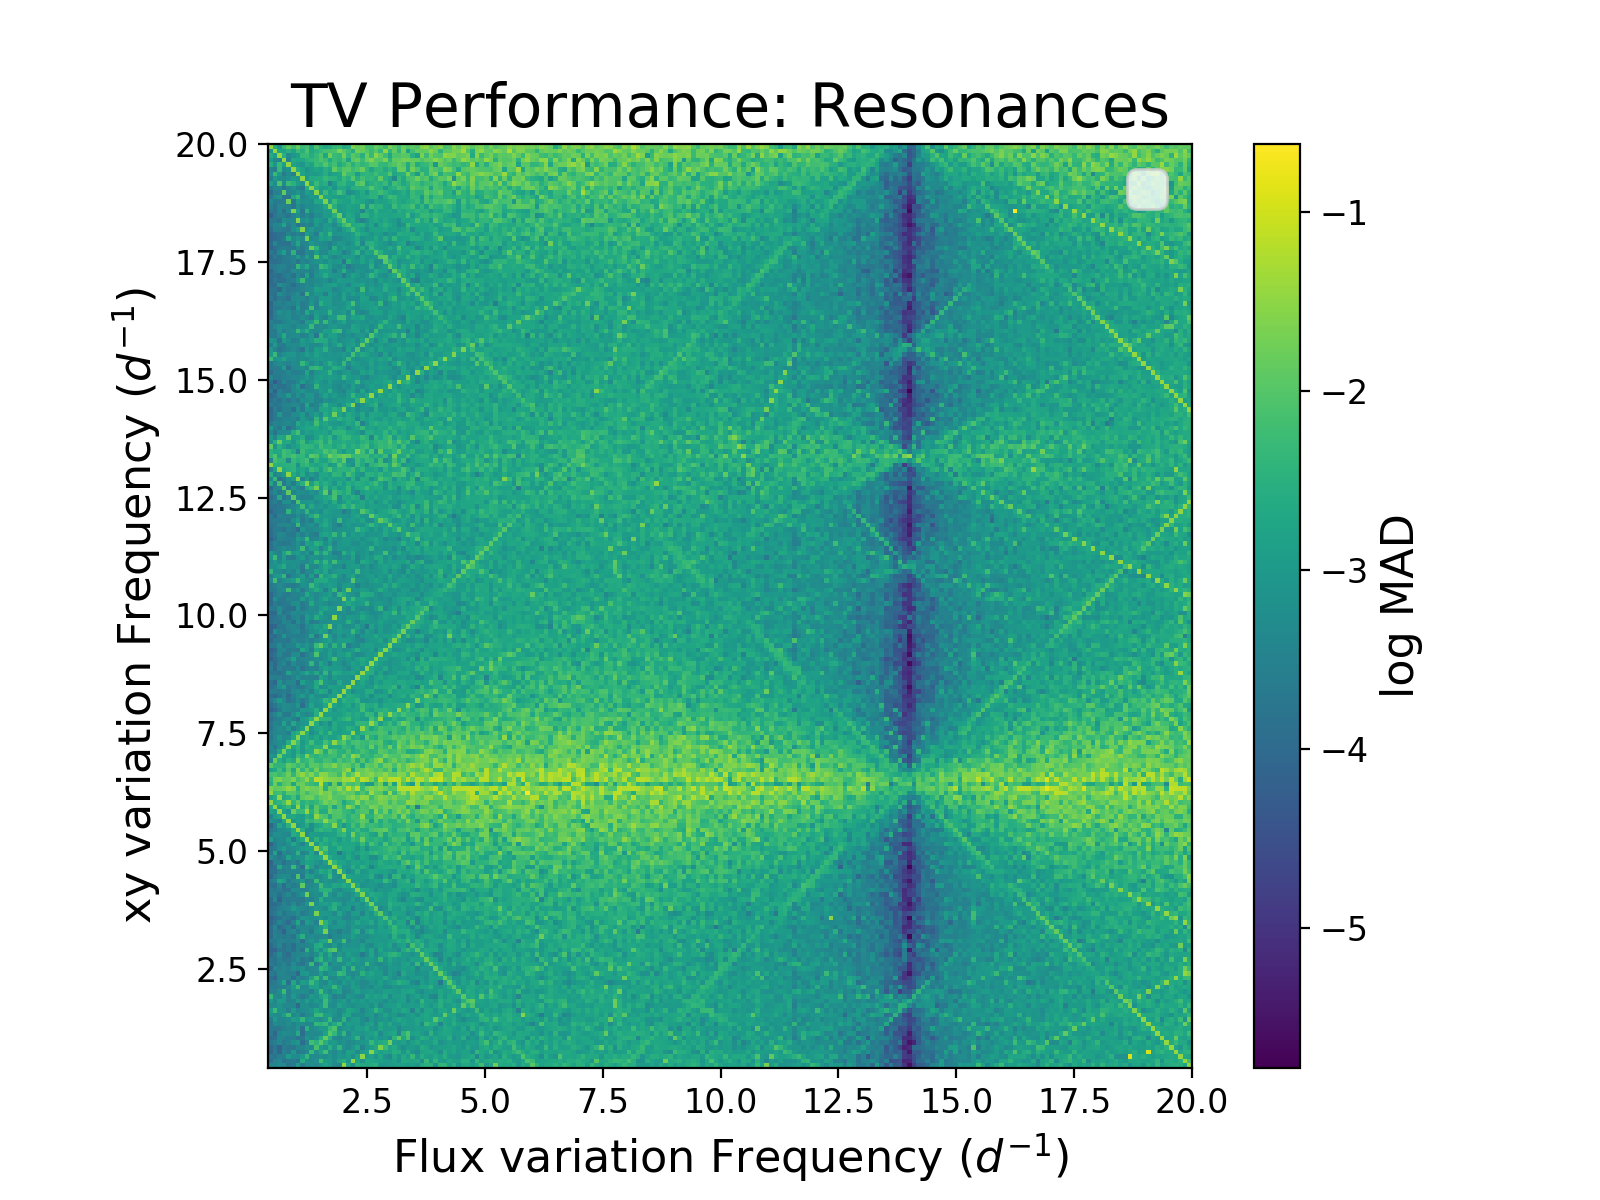 TV Performance: Resonances
20.0
17.5
15.0
12.5
10.0
7.5
5.0
2.5
xy variation Frequency (d⁻¹)
2.5 5.0 7.5 10.0 12.5 15.0 17.5 20.0
Flux variation Frequency (d⁻¹)
−1
−2
−3
−4
−5
log MAD